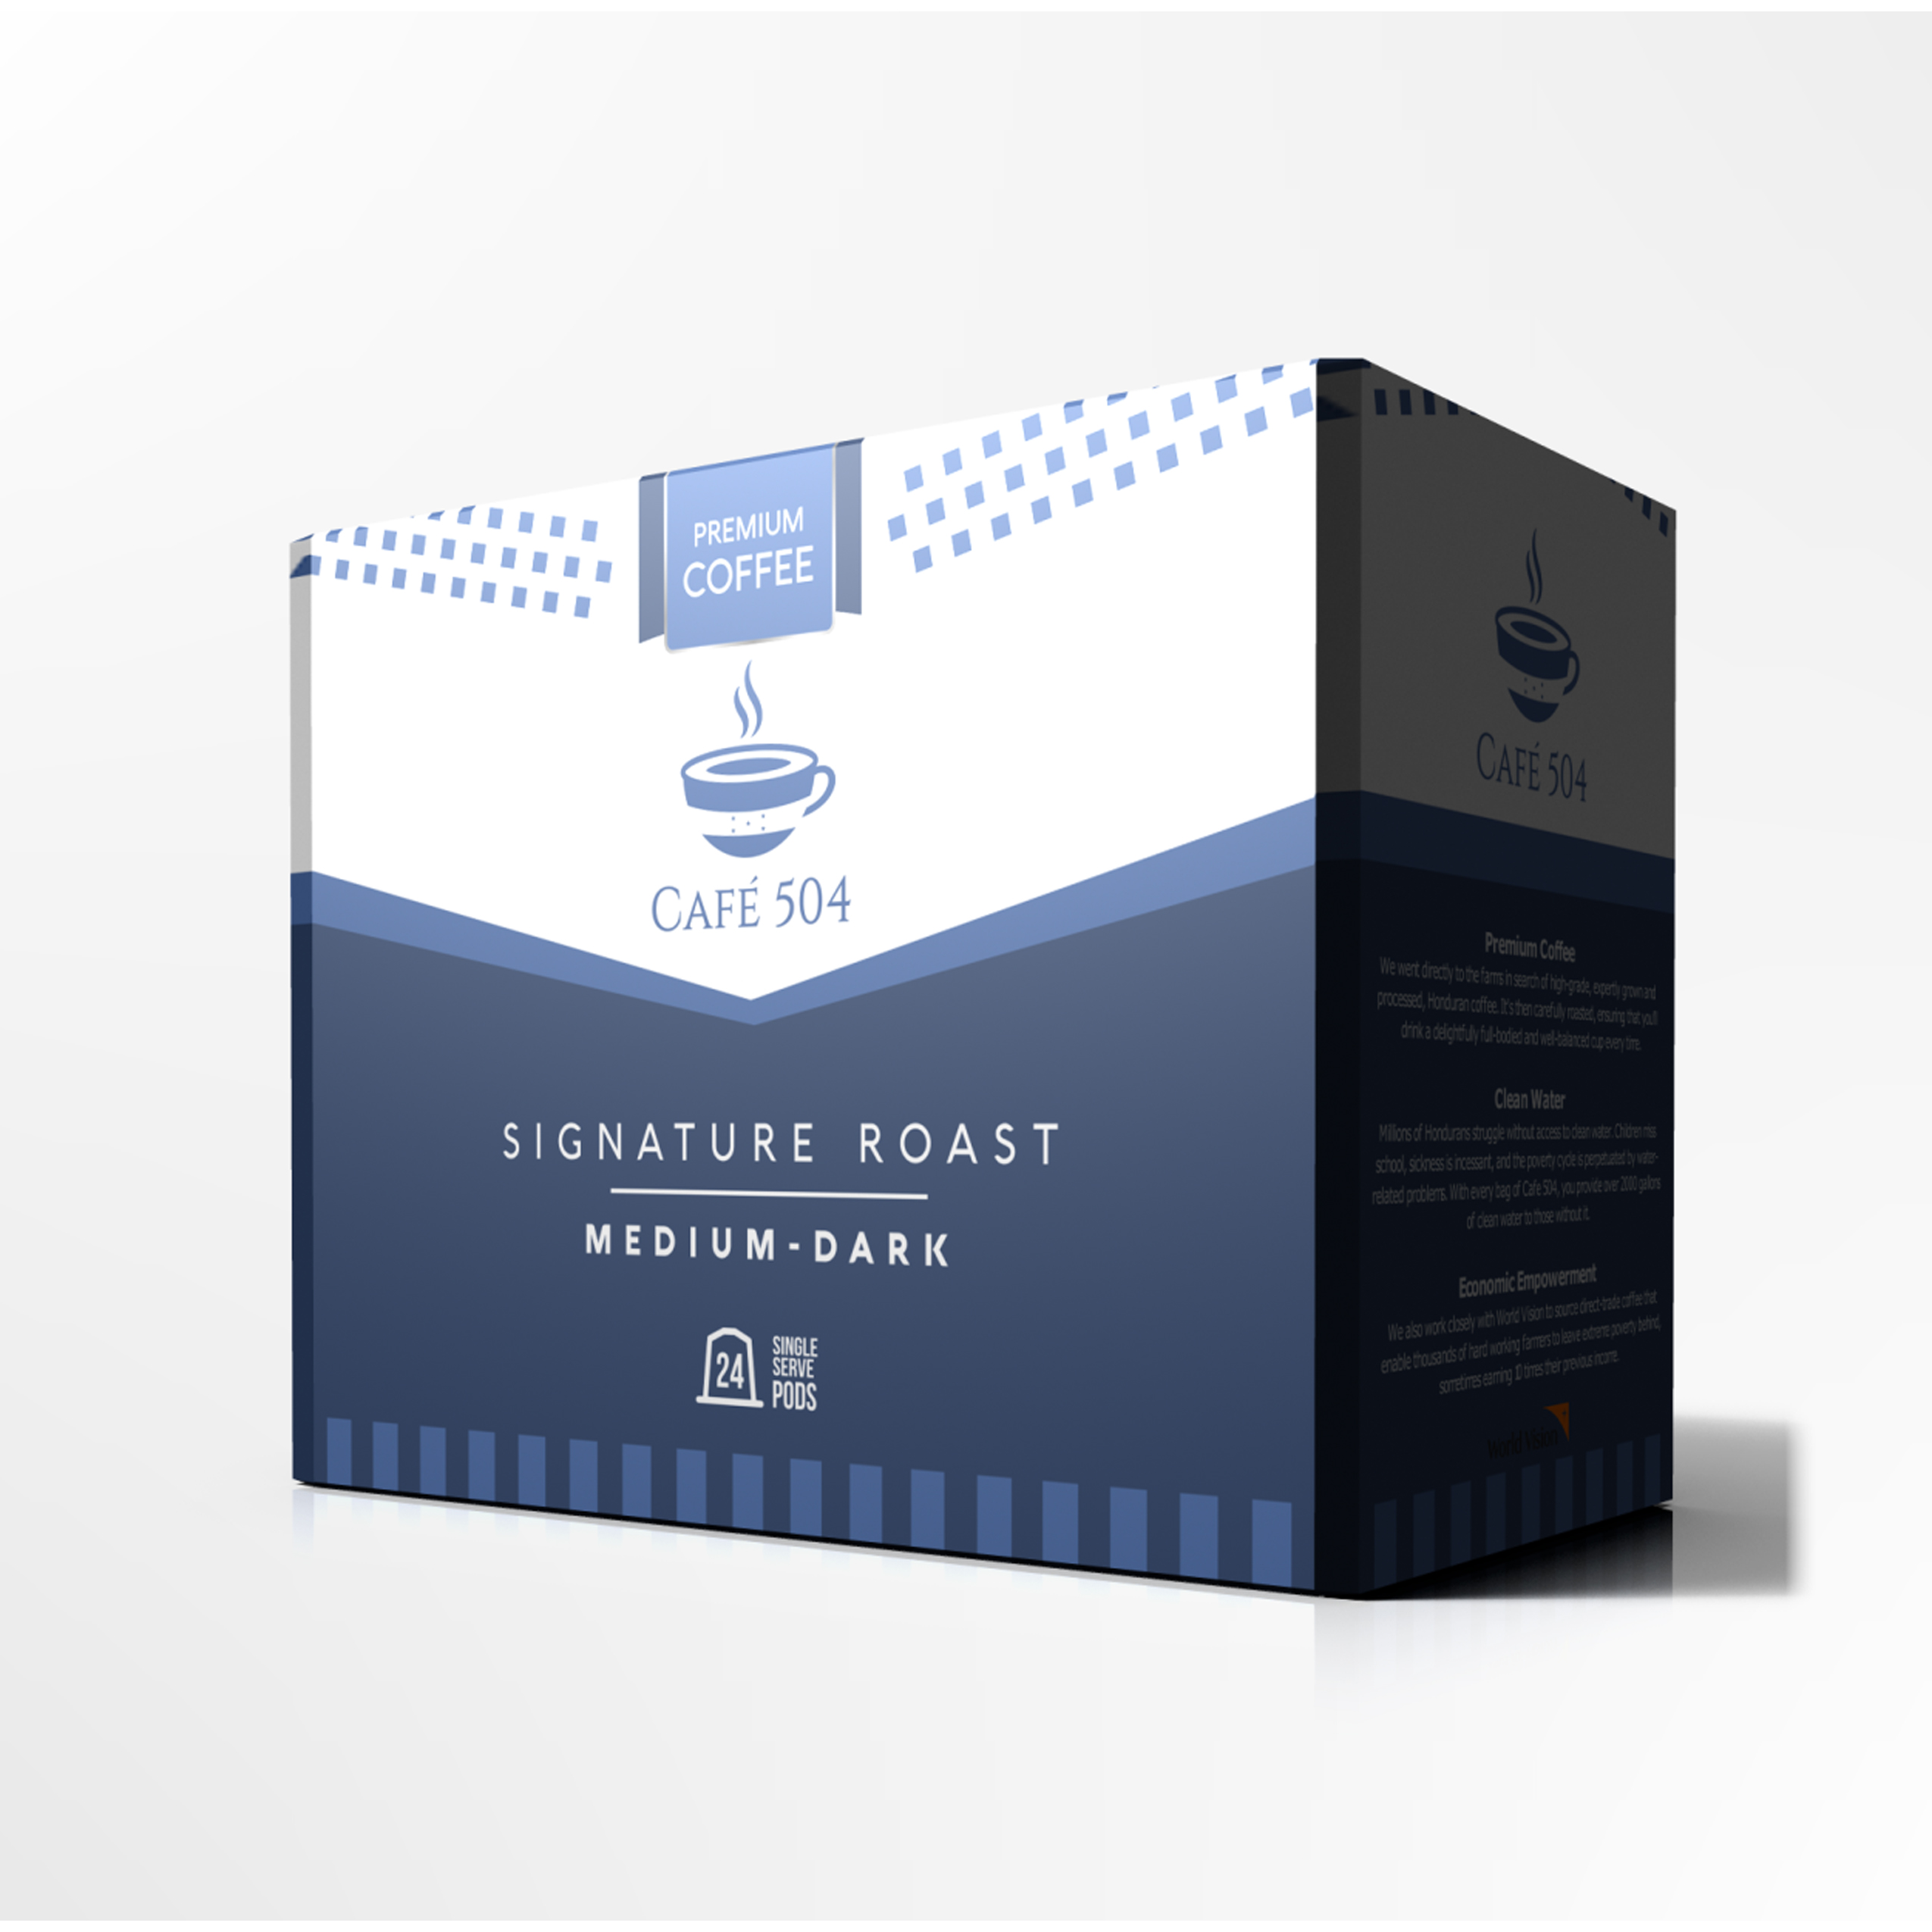 PREMIUM
COFFEE
CAFÉ 504
SIGNATURE ROAST
MEDIUM-DARK
24
SINGLE
SERVE
PODS
CAFÉ 504
Premium Coffee
We went directly to the farms in search of high-grade, expertly grown and
processed, Honduran coffee. It's then carefully roasted, ensuring that you'll
drink a delightfully full-bodied and well-balanced cup every time.
Clean Water
Millions of Hondurans struggle without access to clean water. Children miss
school, sickness is incessant, and the poverty cycle is perpetuated by water-
related problems. With every bag of Cafe 504, you provide over 2000 gallons
of clean water to those without it.
Economic Empowerment
We also work closely with World Vision to source direct-trade coffee that
enable thousands of hard working farmers to leave extreme poverty behind,
sometimes earning 10 times their previous income.
World Vision